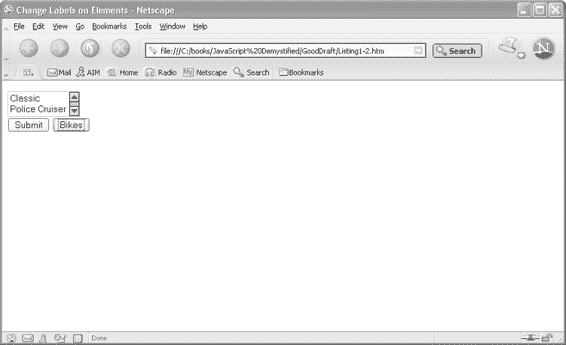 Change Labels on Elements - Netscape
File Edit View Go Bookmarks Tools Window Help
file:///C:/books/JavaScript%20Demystified/GoodDraft/Listing1-2.htm Search N
Mail AIM Home Radio Netscape Search Bookmarks
Classic
Police Cruiser
Submit Bikes
Done